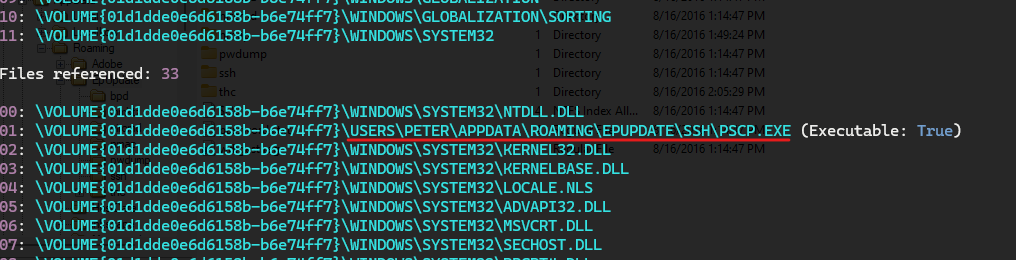 10: \VOLUME{01d1dde0e6d6158b-b6e74ff7}\WINDOWS\GLOBALIZATION\SORTING
11: \VOLUME{01d1dde0e6d6158b-b6e74ff7}\WINDOWS\SYSTEM32
Files referenced: 33
00: \VOLUME{01d1dde0e6d6158b-b6e74ff7}\WINDOWS\SYSTEM32\NTDLL.DLL
01: \VOLUME{01d1dde0e6d6158b-b6e74ff7}\USERS\PETER\APPDATA\ROAMING\EPUPDATE\SSH\PSCP.EXE (Executable: True)
02: \VOLUME{01d1dde0e6d6158b-b6e74ff7}\WINDOWS\SYSTEM32\KERNEL32.DLL
03: \VOLUME{01d1dde0e6d6158b-b6e74ff7}\WINDOWS\SYSTEM32\KERNELBASE.DLL
04: \VOLUME{01d1dde0e6d6158b-b6e74ff7}\WINDOWS\SYSTEM32\LOCALE.NLS
05: \VOLUME{01d1dde0e6d6158b-b6e74ff7}\WINDOWS\SYSTEM32\ADVAPI32.DLL
06: \VOLUME{01d1dde0e6d6158b-b6e74ff7}\WINDOWS\SYSTEM32\MSVCRT.DLL
07: \VOLUME{01d1dde0e6d6158b-b6e74ff7}\WINDOWS\SYSTEM32\SECHOST.DLL
Roaming
Adobe
bpd
pwdump
ssh
thc
1 Directory 8/16/2016 1:14:47 PM
1 Directory 8/16/2016 1:49:24 PM
1 Directory 8/16/2016 1:14:47 PM
1 Directory 8/16/2016 1:14:47 PM
1 Directory 8/16/2016 2:05:29 PM
Index All...
8/16/2016 1:14:47 PM
8/16/2016 1:14:47 PM